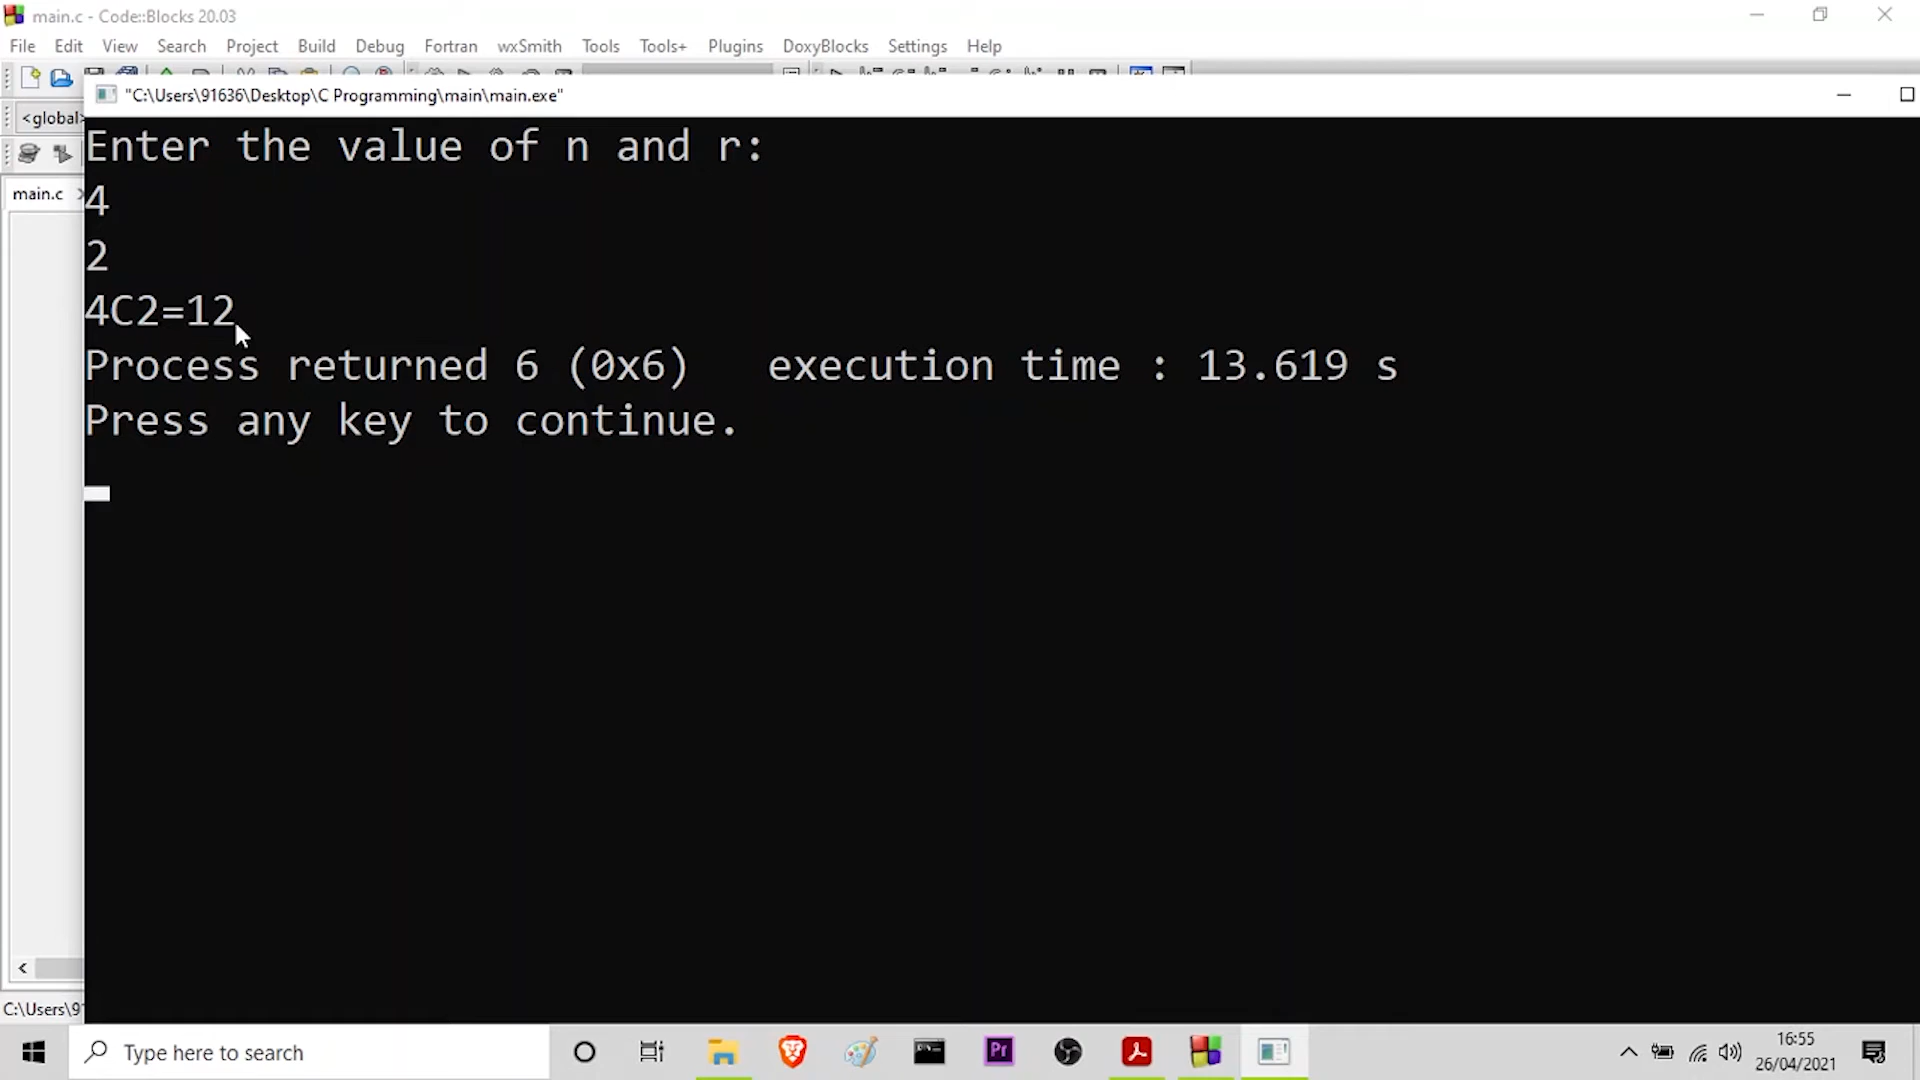 main.c - Code::Blocks 20.03
File Edit View Search Project Build Debug Fortran wxSmith Tools Tools+ Plugins DoxyBlocks Settings Help
"C:\Users\91636\Desktop\C Programming\main\main.exe"
<global>
main.c
Enter the value of n and r:
4
2
4C2=12
Process returned 6 (0x6)   execution time : 13.619 s
Press any key to continue.
C:\Users\9
Type here to search
Pr
16:55
26/04/2021